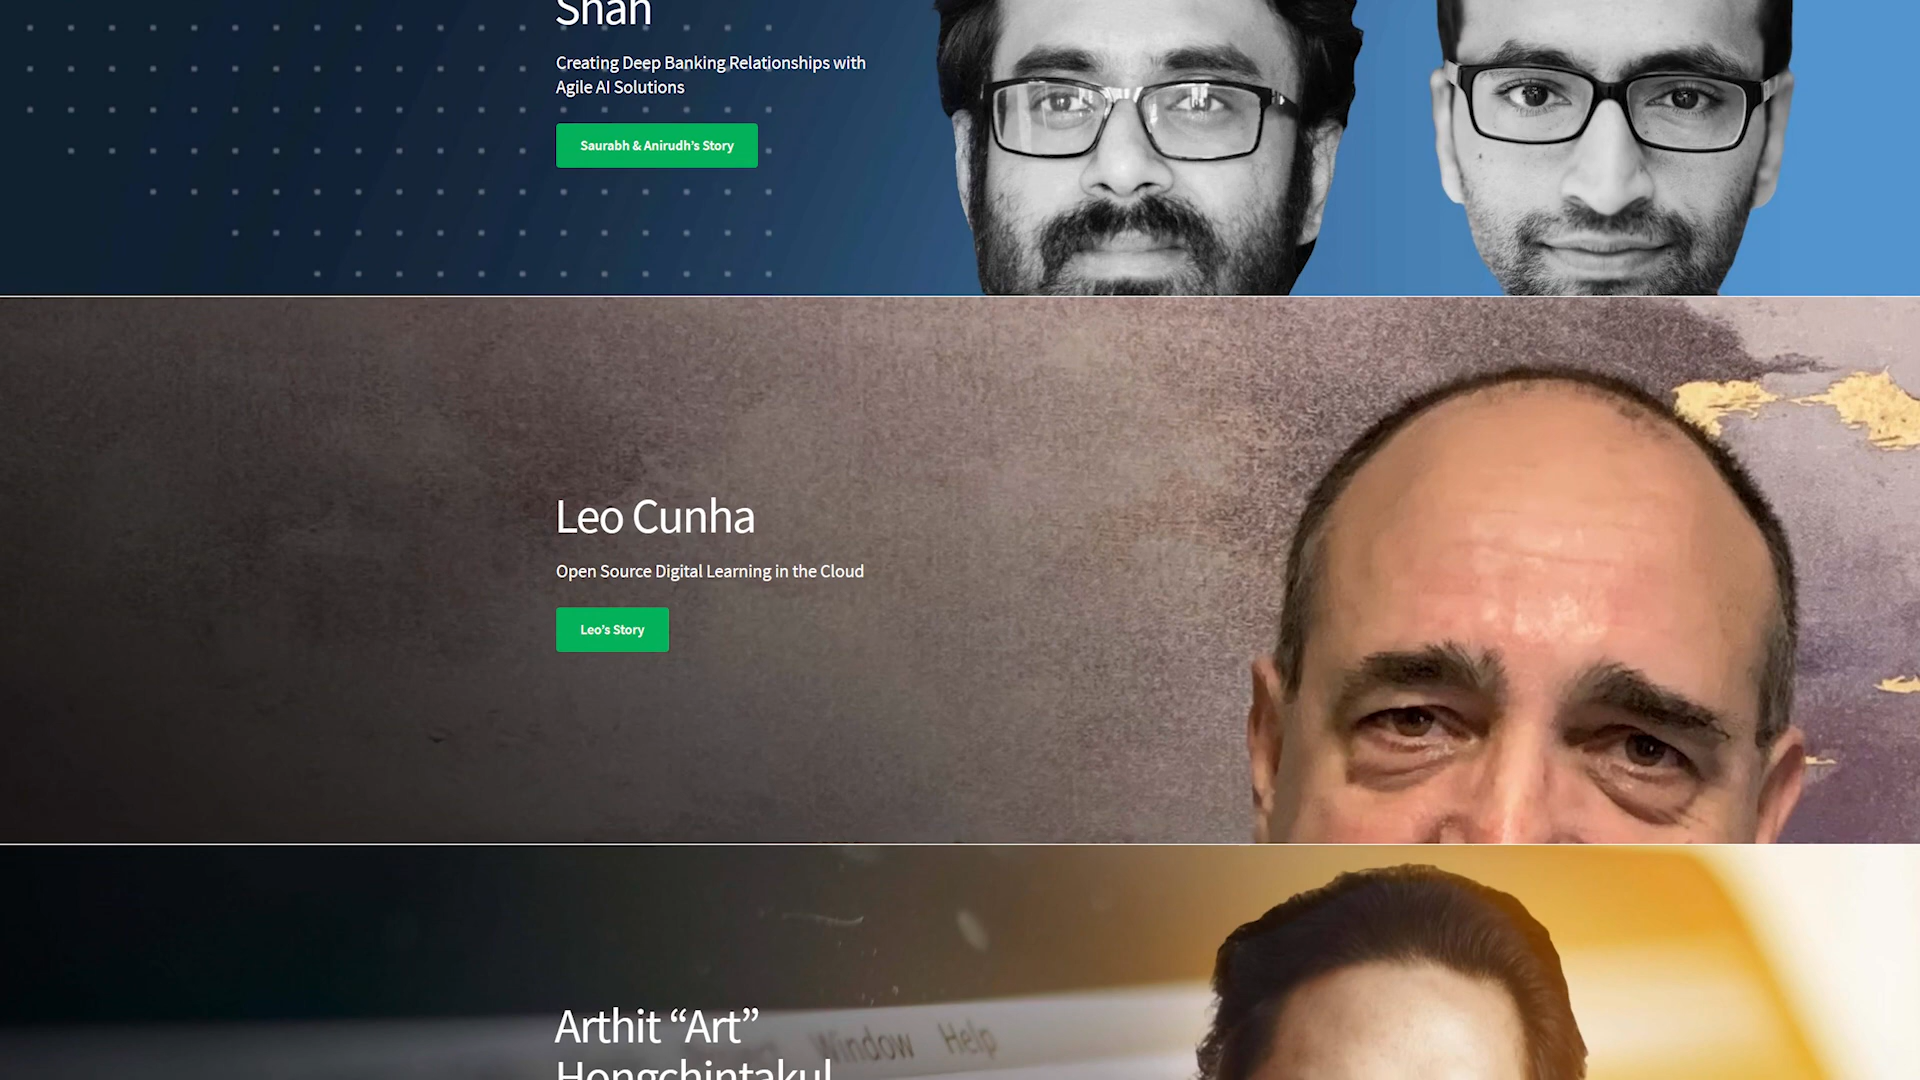 Shah
Creating Deep Banking Relationships with
Agile AI Solutions
Saurabh & Anirudh's Story
Leo Cunha
Open Source Digital Learning in the Cloud
Leo's Story
Window Help
Arthit “Art”
Hongchintakul